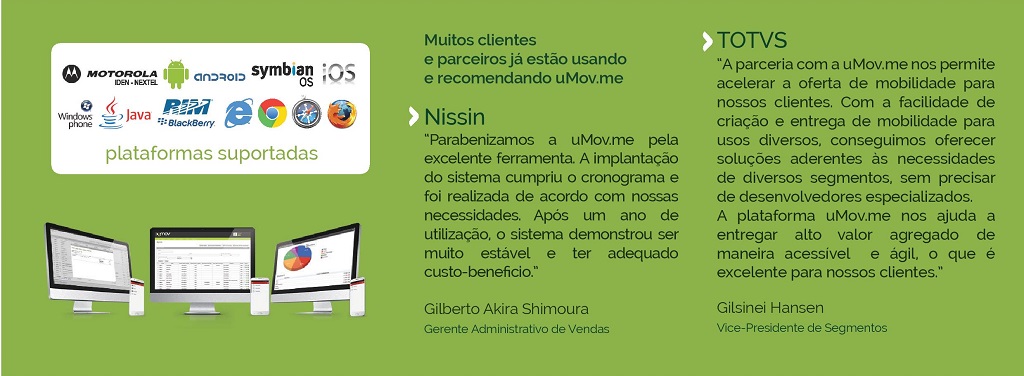 MOTOROLA
IDEN - NEXTEL
ANDROID
symbian
OS
iOS
Windows
phone
Java
RIM
BlackBerry
plataformas suportadas
Muitos clientes
e parceiros já estão usando
e recomendando uMov.me
Nissin
“Parabenizamos a uMov.me pela
excelente ferramenta. A implantação
do sistema cumpriu o cronograma e
foi realizada de acordo com nossas
necessidades. Após um ano de
utilização, o sistema demonstrou ser
muito estável e ter adequado
custo-benefício.”
Gilberto Akira Shimoura
Gerente Administrativo de Vendas
TOTVS
“A parceria com a uMov.me nos permite
acelerar a oferta de mobilidade para
nossos clientes. Com a facilidade de
criação e entrega de mobilidade para
usos diversos, conseguimos oferecer
soluções aderentes às necessidades
de diversos segmentos, sem precisar
de desenvolvedores especializados.
A plataforma uMov.me nos ajuda a
entregar alto valor agregado de
maneira acessível e ágil, o que é
excelente para nossos clientes.”
Gilsinei Hansen
Vice-Presidente de Segmentos